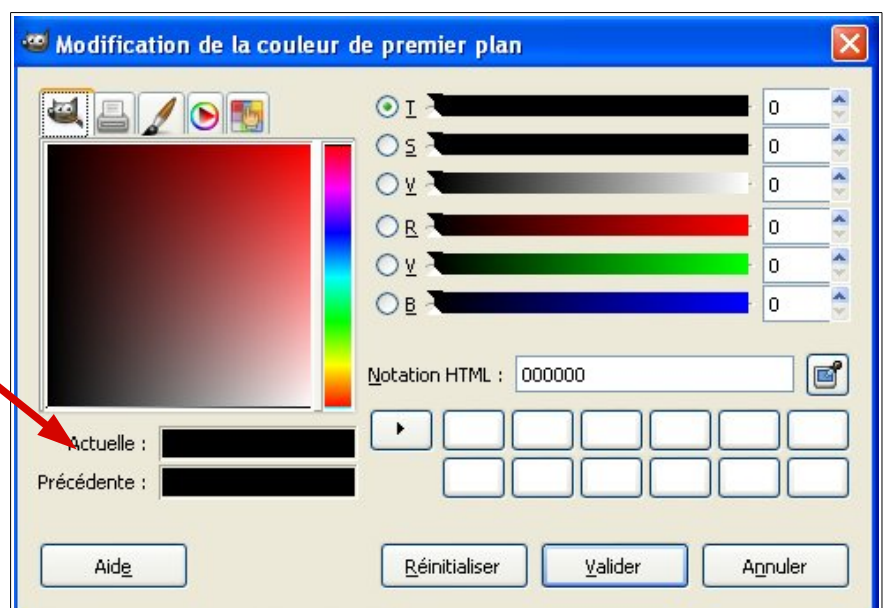 Modification de la couleur de premier plan
T 0
S 0
V 0
R 0
V 0
B 0
Notation HTML : 000000
Actuelle :
Précédente :
Aide
Réinitialiser
Valider
Annuler